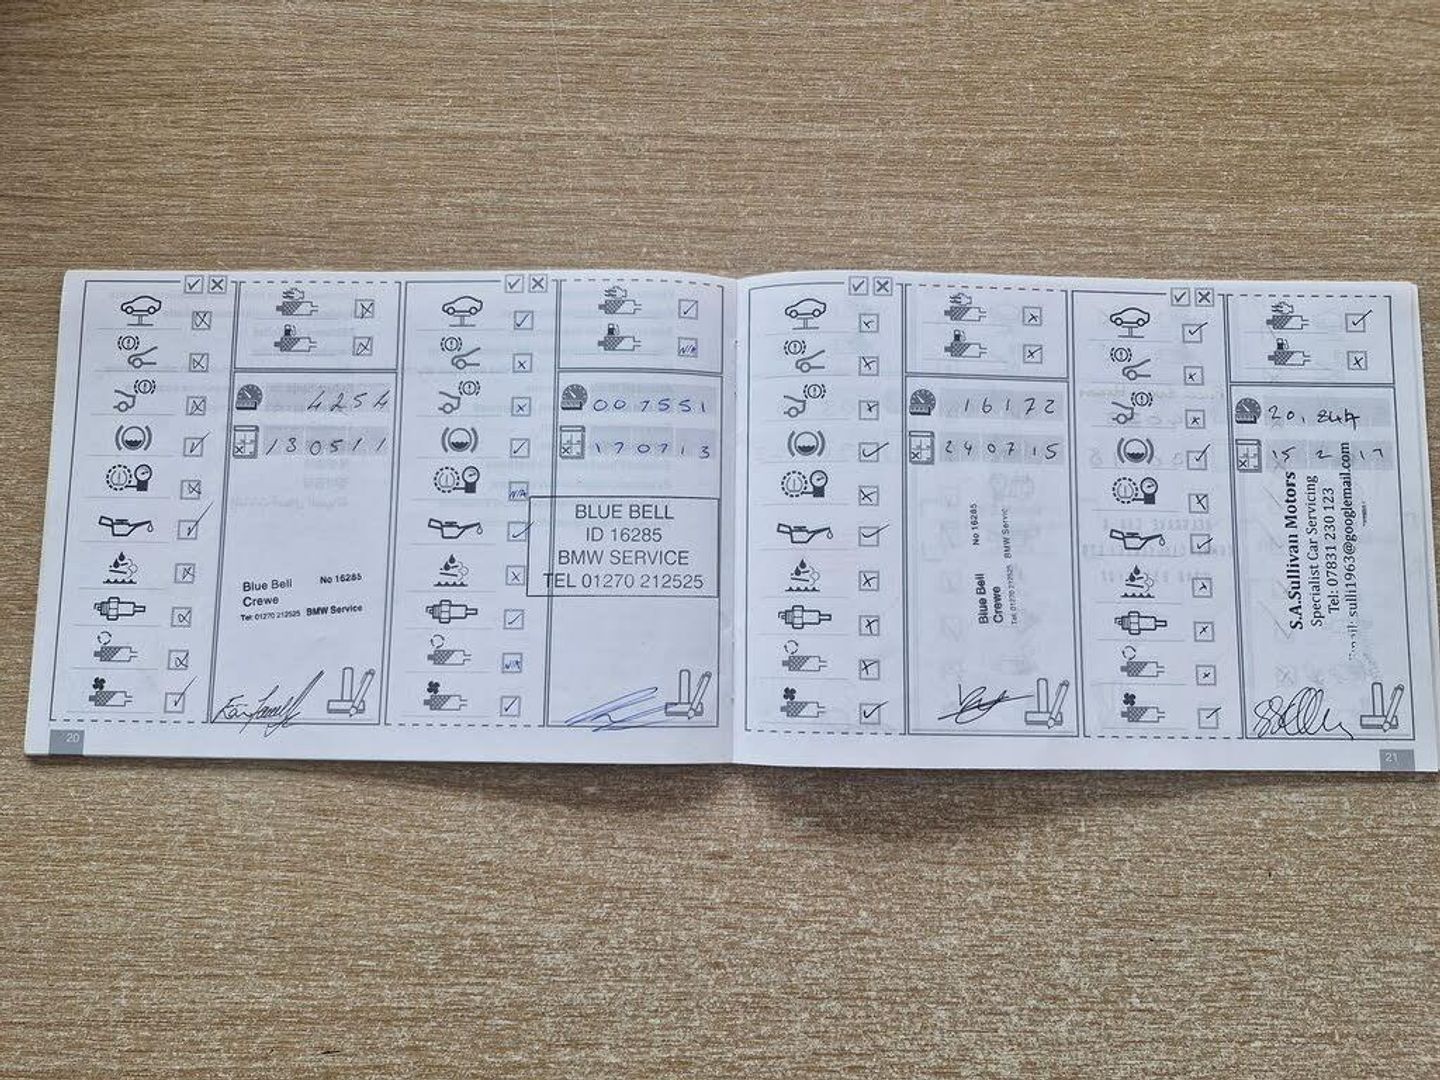 4254
130511
Blue Bell No 16285
Crewe
Tel: 01270 212525 BMW Service
20
007551
N/A
170713
N/A
BLUE BELL
ID 16285
BMW SERVICE
TEL 01270 212525
N/A
16172
240715
Blue Bell No 16285
Crewe
Tel: 01270 212525 BMW Servic
20,847
15 2 17
S.A.Sullivan Motors
Specialist Car Servicing
Tel: 07831 230 123
Email: sulli1963@googlemail.com
21